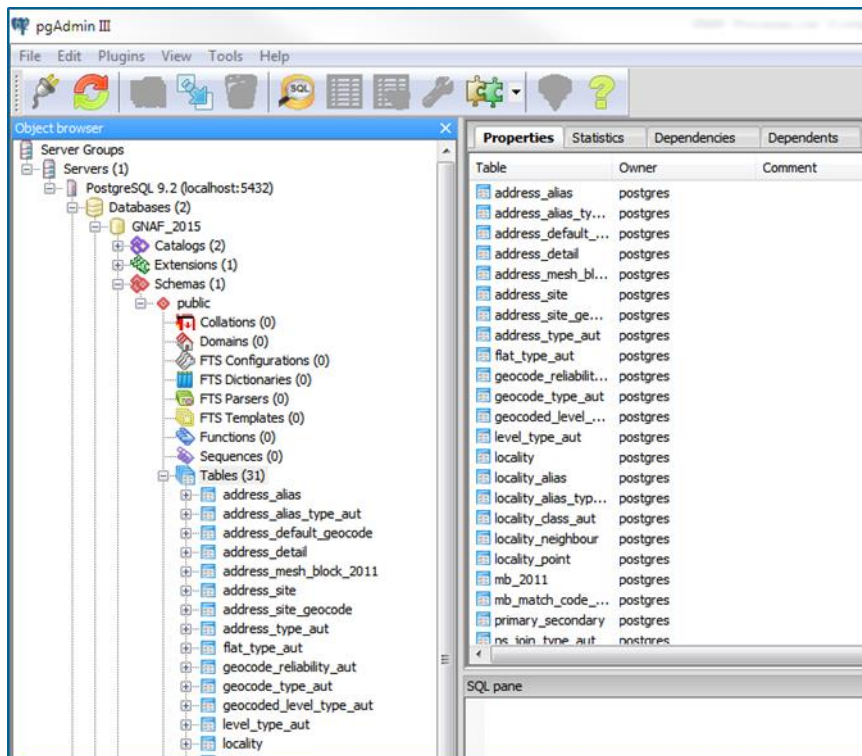 pgAdmin III
File Edit Plugins View Tools Help
SQL
Object browser
Server Groups
Servers (1)
PostgreSQL 9.2 (localhost:5432)
Databases (2)
GNAF_2015
Catalogs (2)
Extensions (1)
Schemas (1)
public
Collations (0)
Domains (0)
FTS Configurations (0)
FTS Dictionaries (0)
FTS Parsers (0)
FTS Templates (0)
Functions (0)
Sequences (0)
Tables (31)
address_alias
address_alias_type_aut
address_default_geocode
address_detail
address_mesh_block_2011
address_site
address_site_geocode
address_type_aut
flat_type_aut
geocode_reliability_aut
geocode_type_aut
geocoded_level_type_aut
level_type_aut
locality
Properties Statistics Dependencies Dependents
Table Owner Comment
address_alias postgres
address_alias_ty... postgres
address_default_... postgres
address_detail postgres
address_mesh_bl... postgres
address_site postgres
address_site_ge... postgres
address_type_aut postgres
flat_type_aut postgres
geocode_reliabilit... postgres
geocode_type_aut postgres
geocoded_level_... postgres
level_type_aut postgres
locality postgres
locality_alias postgres
locality_alias_typ... postgres
locality_class_aut postgres
locality_neighbour postgres
locality_point postgres
mb_2011 postgres
mb_match_code_... postgres
primary_secondary postgres
ps_join_type_aut postgres
SQL pane